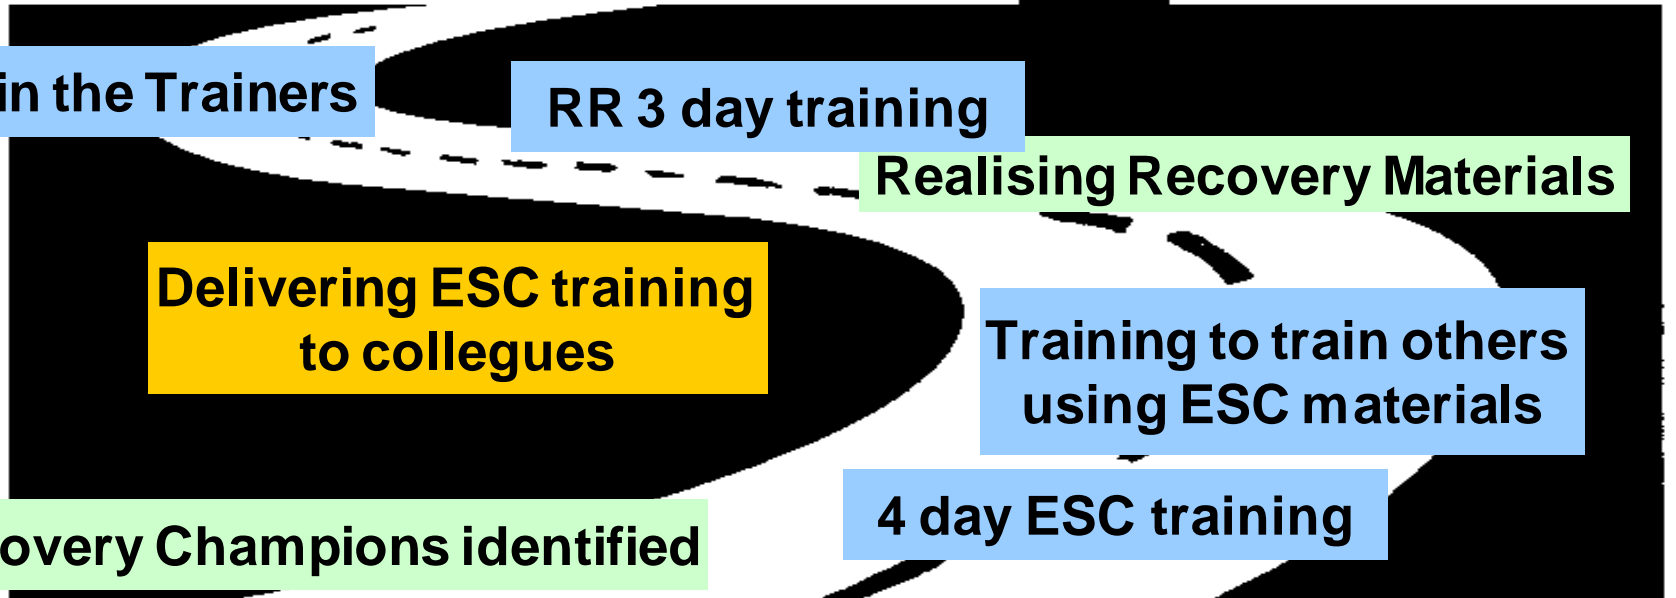 in the Trainers
RR 3 day training
Realising Recovery Materials
Delivering ESC training
to collegues
Training to train others
using ESC materials
4 day ESC training
overy Champions identified